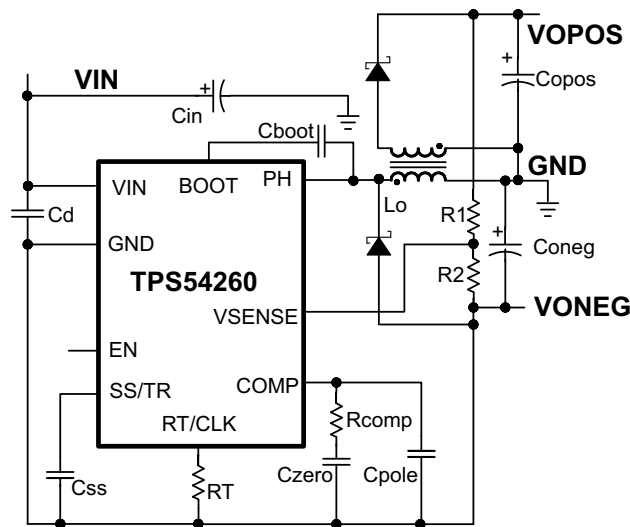 VOPOS
VIN
+
Cin
+
Copos
Cboot
GND
VIN
BOOT
PH
Lo
R1
Cd
GND
+
Coneg
TPS54260
R2
VSENSE
VONEG
EN
SS/TR
COMP
RT/CLK
Rcomp
Css
RT
Czero
Cpole